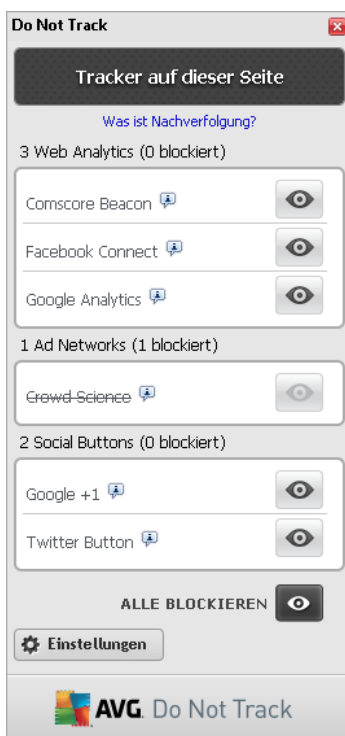 Do Not Track
Tracker auf dieser Seite
Was ist Nachverfolgung?
3 Web Analytics (0 blockiert)
Comscore Beacon
Facebook Connect
Google Analytics
1 Ad Networks (1 blockiert)
Crowd Science
2 Social Buttons (0 blockiert)
Google +1
Twitter Button
ALLE BLOCKIEREN
Einstellungen
AVG. Do Not Track